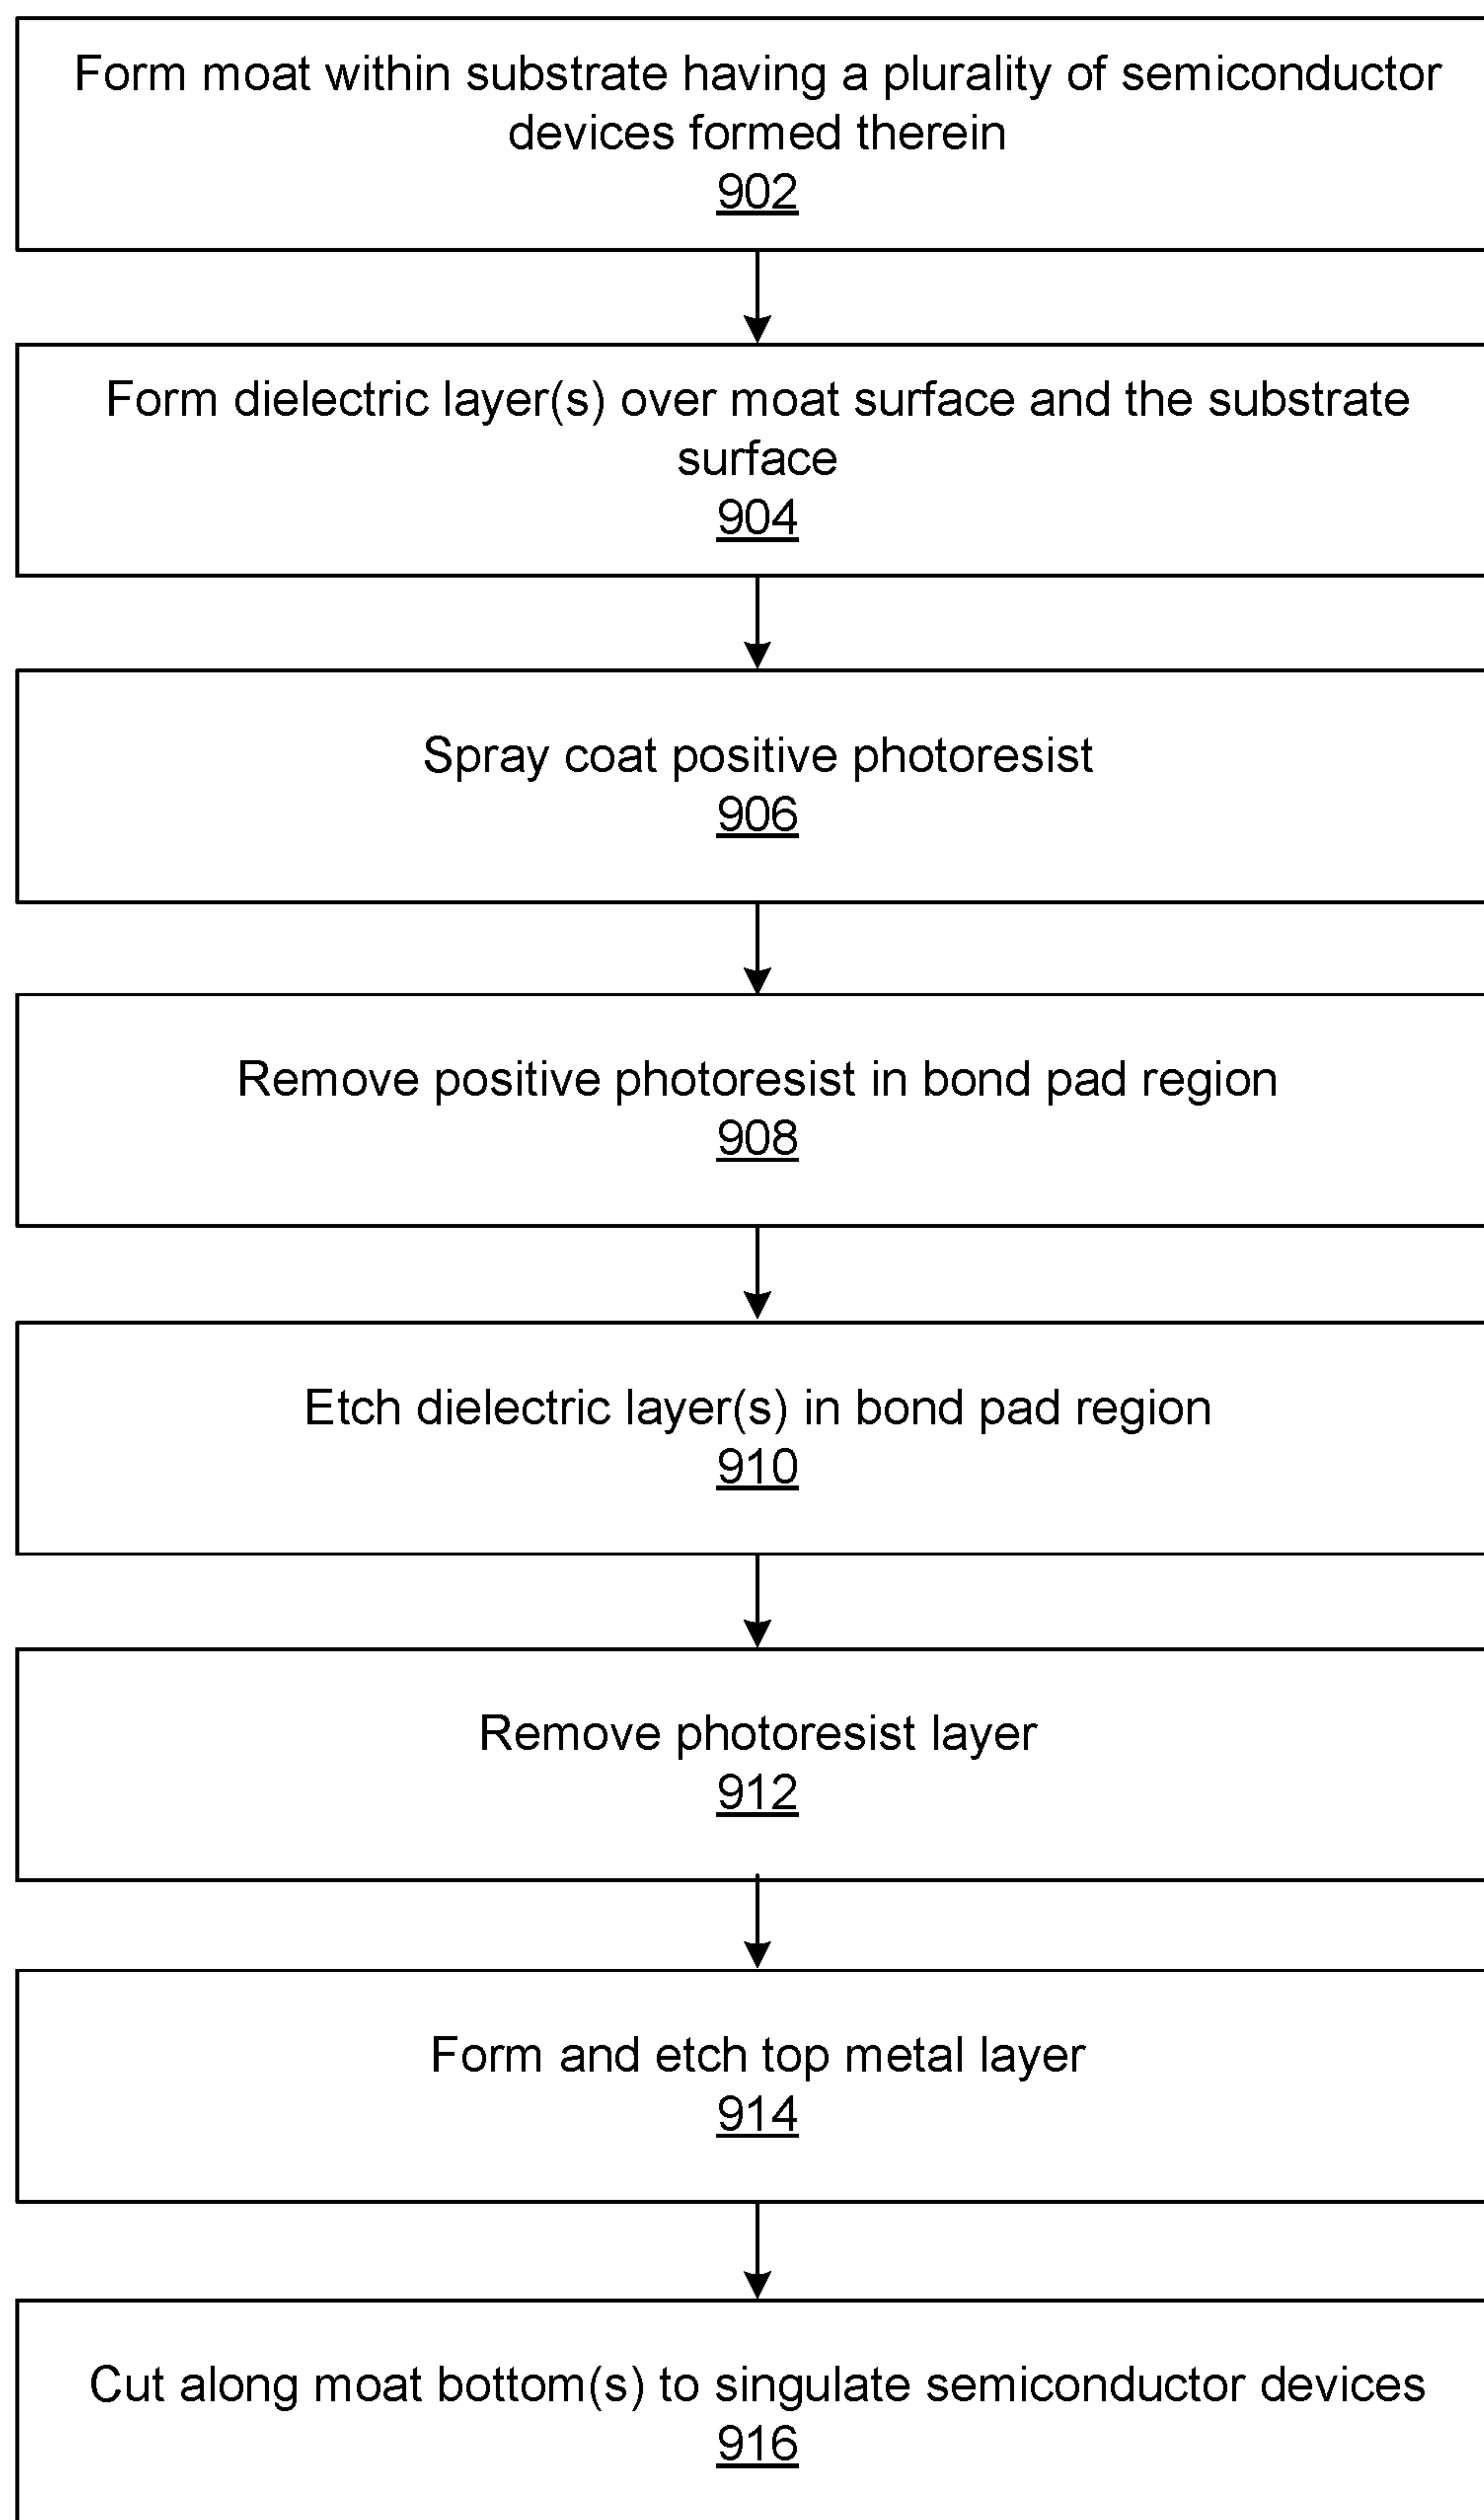 Form moat within substrate having a plurality of semiconductor
devices formed therein
902
Form dielectric layer(s) over moat surface and the substrate
surface
904
Spray coat positive photoresist
906
Remove positive photoresist in bond pad region
908
Etch dielectric layer(s) in bond pad region
910
Remove photoresist layer
912
Form and etch top metal layer
914
Cut along moat bottom(s) to singulate semiconductor devices
916